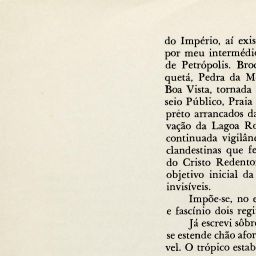 do Império, aí exis
por meu intermédi
de Petrópolis. Broc
quetá, Pedra da M
Boa Vista, tornada
seio Público, Praia
prêto arrancados da
vação da Lagoa Ro
continuada vigilân
clandestinas que fe
do Cristo Redento
objetivo inicial da
invisíveis.
Impõe-se, no e
e fascínio dois regi
Já escrevi sôbr
se estende chão afor
vel. O trópico estab